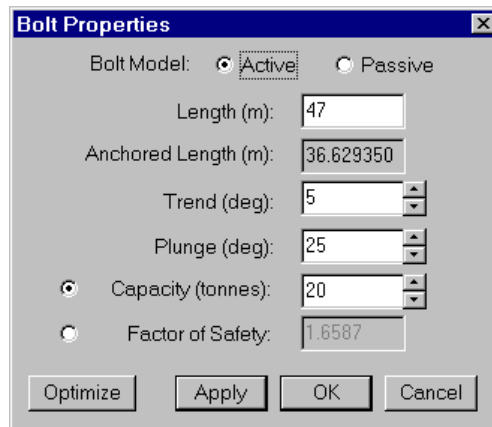 Bolt Properties
Bolt Model: Active Passive
Length (m): 47
Anchored Length (m): 36.629350
Trend (deg): 5
Plunge (deg): 25
Capacity (tonnes): 20
Factor of Safety: 1.6587
Optimize Apply OK Cancel